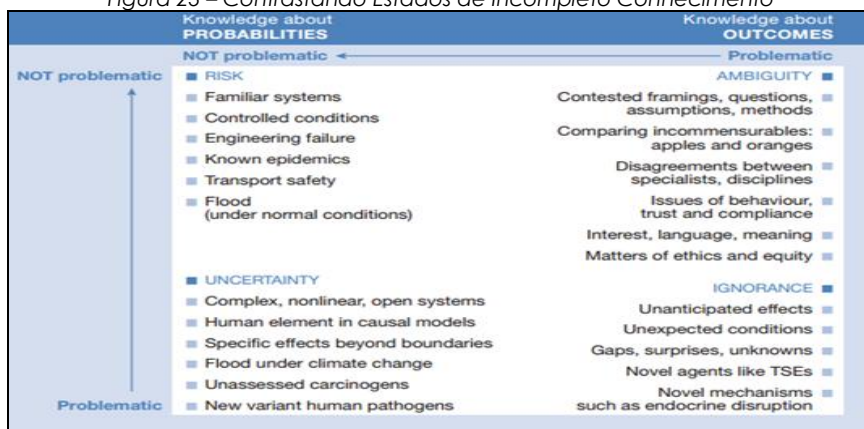 Figura 25 – Contrastando Estados de Incompleto Conhecimento
Knowledge about
PROBABILITIES
Knowledge about
OUTCOMES
NOT problematic
Problematic
NOT problematic
RISK
Familiar systems
Controlled conditions
Engineering failure
Known epidemics
Transport safety
Flood
(under normal conditions)
AMBIGUITY
Contested framings, questions,
assumptions, methods
Comparing incommensurables:
apples and oranges
Disagreements between
specialists, disciplines
Issues of behaviour,
trust and compliance
Interest, language, meaning
Matters of ethics and equity
UNCERTAINTY
Complex, nonlinear, open systems
Human element in causal models
Specific effects beyond boundaries
Flood under climate change
Unassessed carcinogens
New variant human pathogens
Problematic
IGNORANCE
Unanticipated effects
Unexpected conditions
Gaps, surprises, unknowns
Novel agents like TSEs
Novel mechanisms
such as endocrine disruption